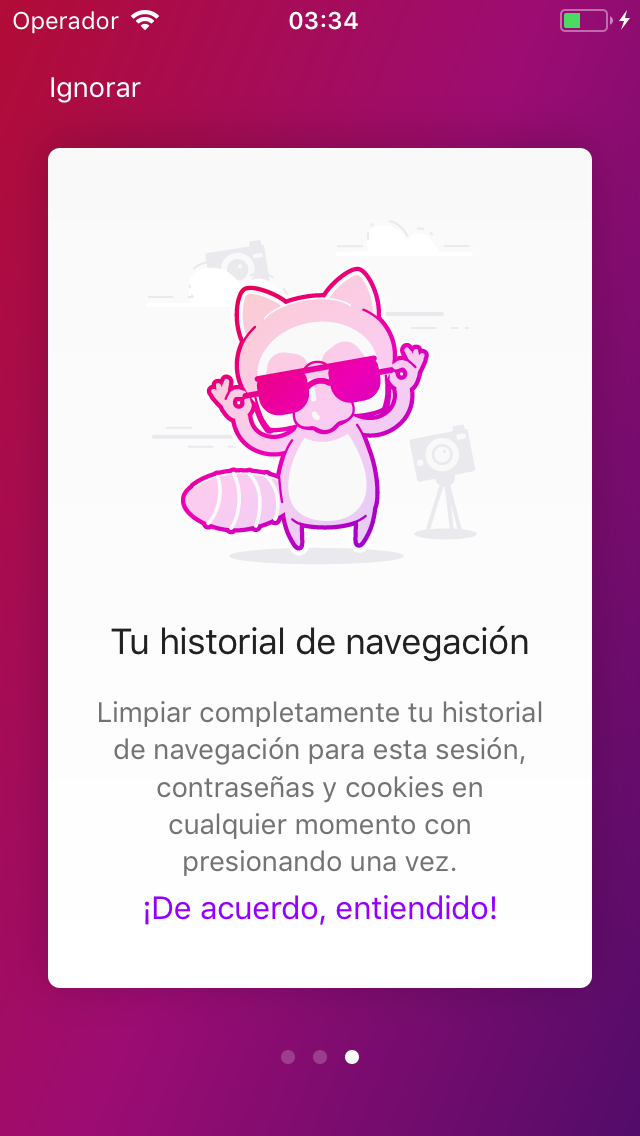 Operador
03:34
Ignorar
Tu historial de navegación
Limpiar completamente tu historial
de navegación para esta sesión,
contraseñas y cookies en
cualquier momento con
presionando una vez.
¡De acuerdo, entiendido!